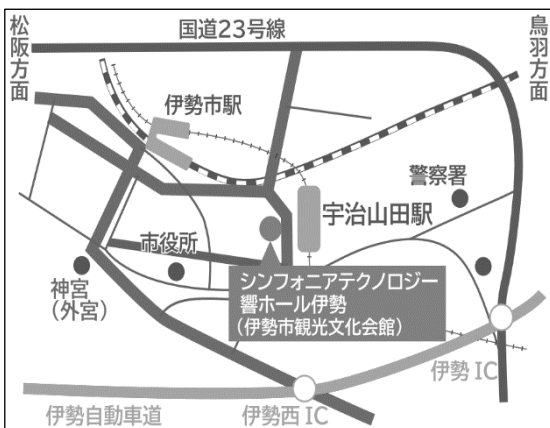 国道23号線
松阪方面
鳥羽方面
伊勢市駅
警察署
宇治山田駅
市役所
神宮
（外宮）
シンフォニアテクノロジー
響ホール伊勢
（伊勢市観光文化会館）
伊勢IC
伊勢自動車道
伊勢西IC